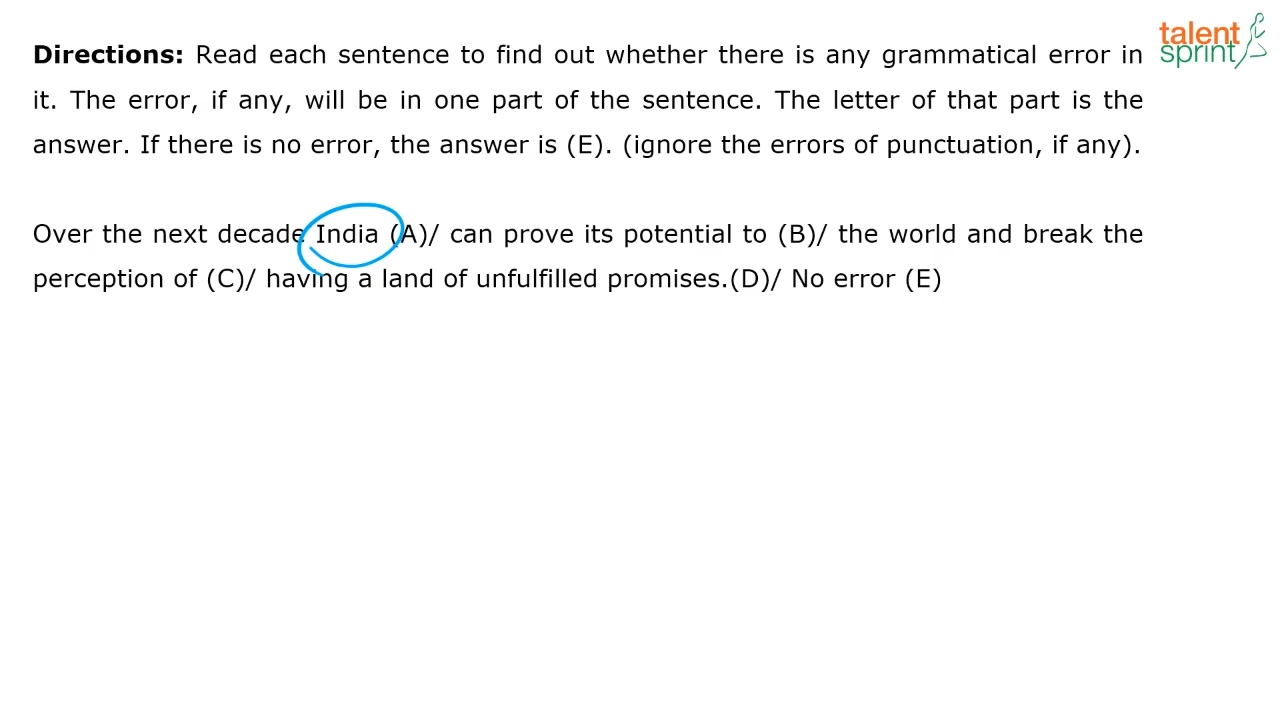 talent
sprint
Directions: Read each sentence to find out whether there is any grammatical error in
it. The error, if any, will be in one part of the sentence. The letter of that part is the
answer. If there is no error, the answer is (E). (ignore the errors of punctuation, if any).
Over the next decade India (A)/ can prove its potential to (B)/ the world and break the
perception of (C)/ having a land of unfulfilled promises.(D)/ No error (E)